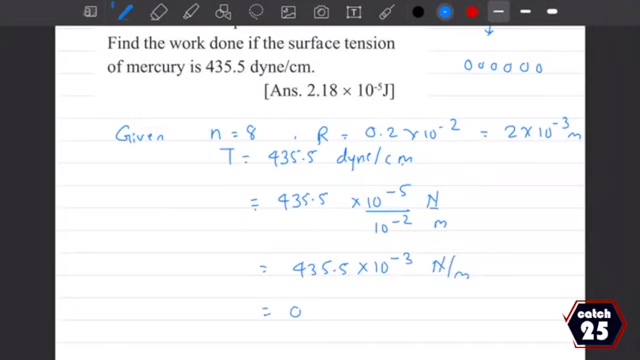 Find the work done if the surface tension
of mercury is 435.5 dyne/cm.
[Ans. 2.18 × 10⁻⁵J]
Given n = 8 , R = 0.2 × 10⁻² = 2 × 10⁻³ m
T = 435.5 dyne/cm
= 435.5 × 10⁻⁵/10⁻² N/m
= 435.5 × 10⁻³ N/m
= 0
catch
25